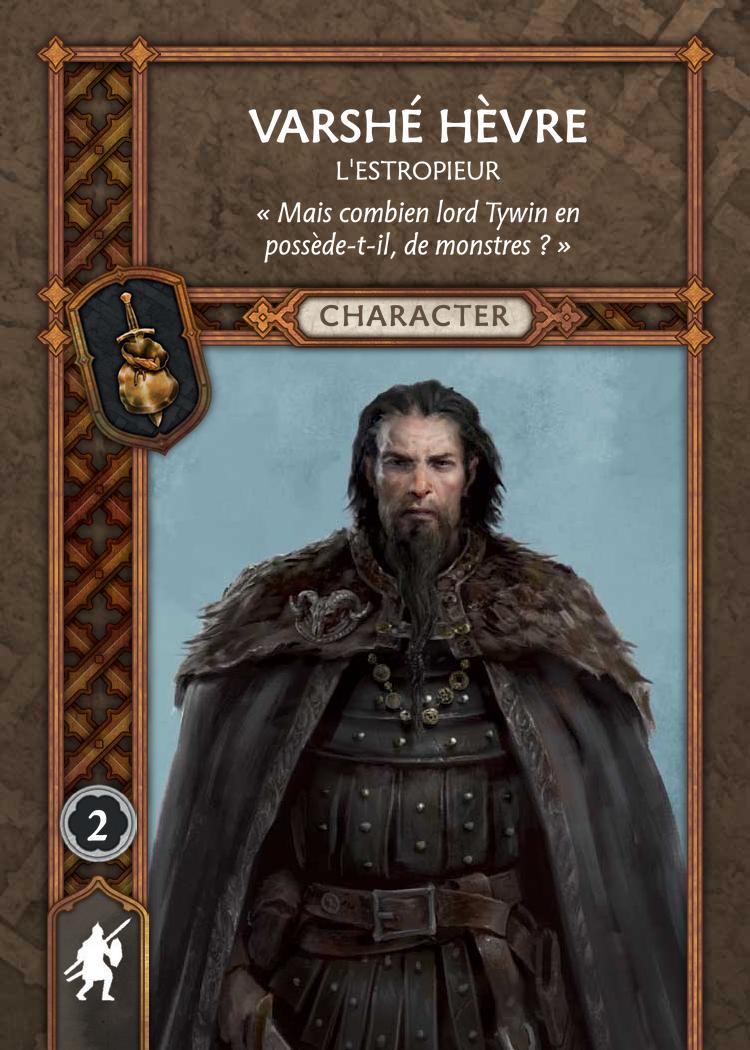 VARSHÉ HÈVRE
L'ESTROPIEUR
« Mais combien lord Tywin en
possède-t-il, de monstres ? »
CHARACTER
2